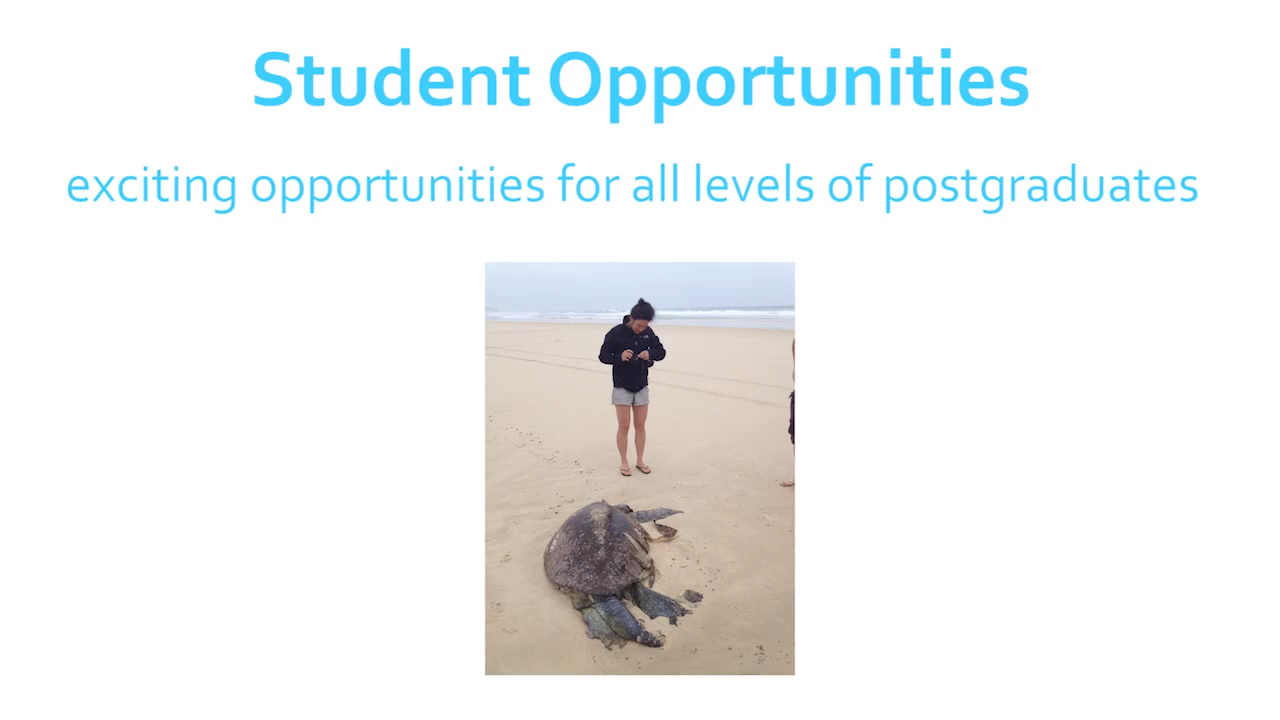 Student Opportunities
exciting opportunities for all levels of postgraduates